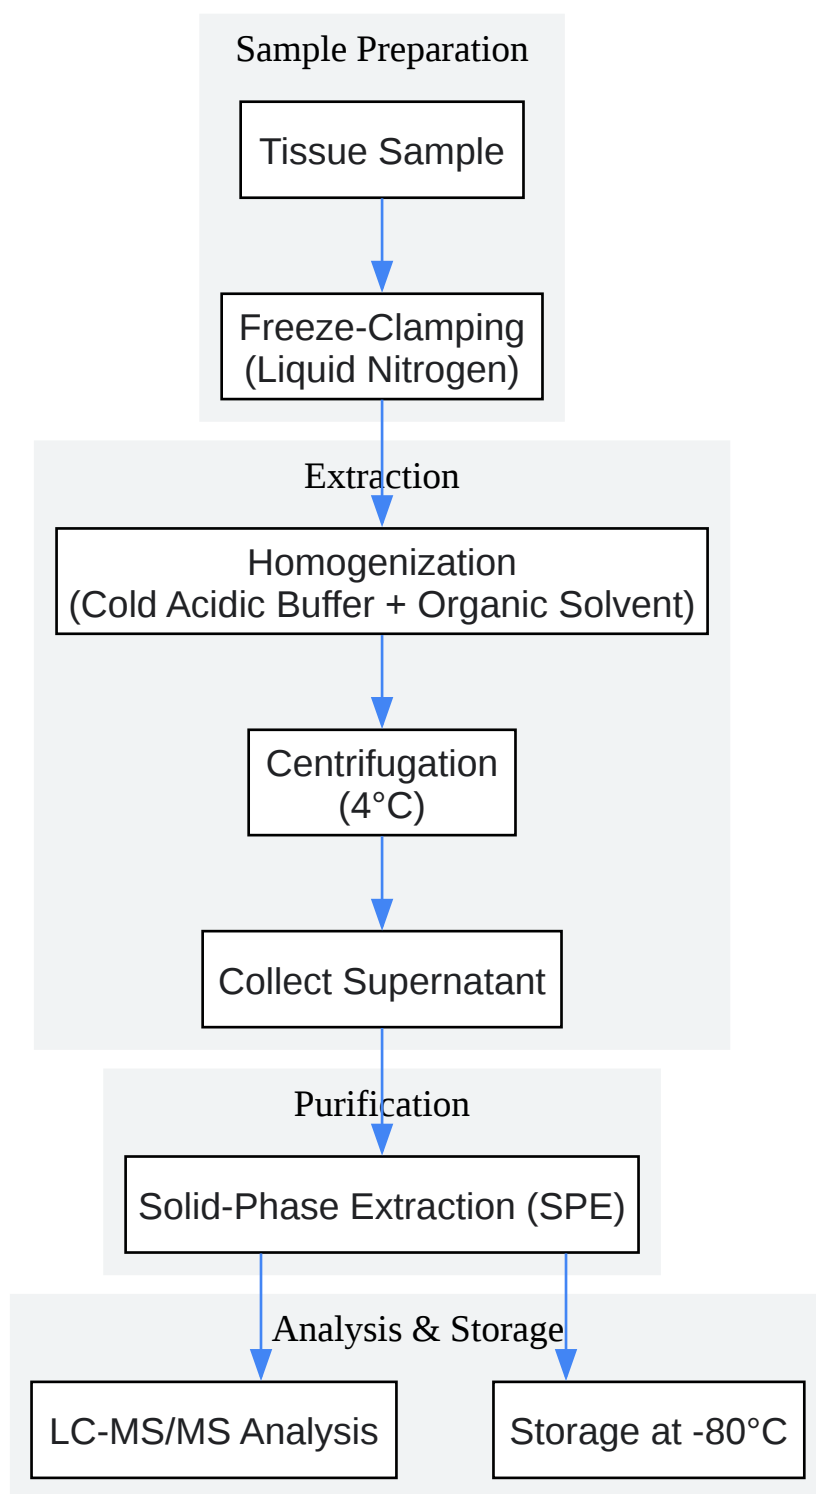 Sample Preparation
Tissue Sample
Freeze-Clamping
(Liquid Nitrogen)
Extraction
Homogenization
(Cold Acidic Buffer + Organic Solvent)
Centrifugation
(4°C)
Collect Supernatant
Purification
Solid-Phase Extraction (SPE)
Analysis & Storage
LC-MS/MS Analysis
Storage at -80°C